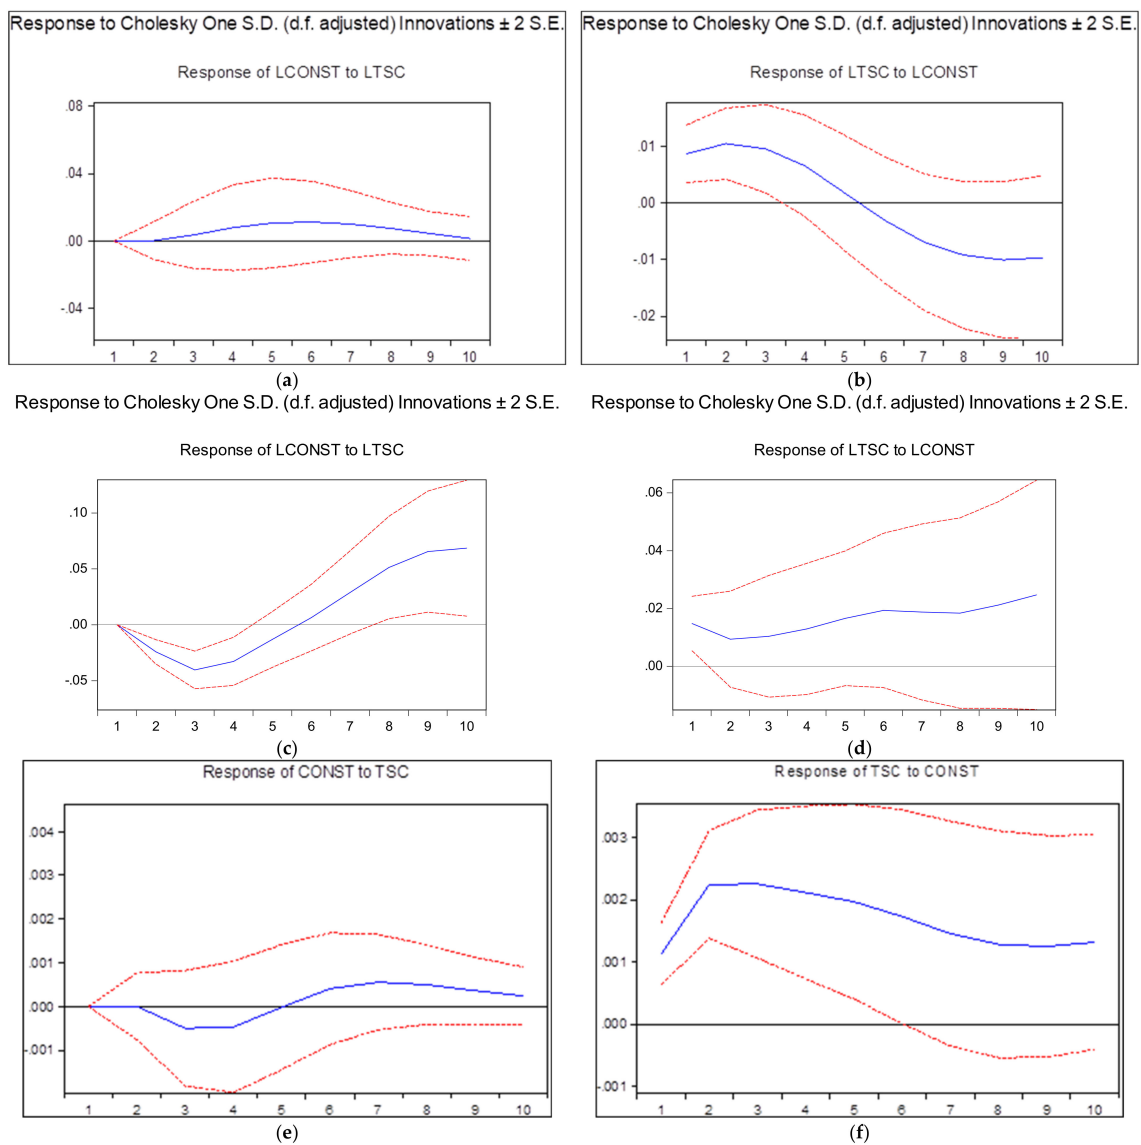 Response to Cholesky One S.D. (d.f. adjusted) Innovations ± 2 S.E.
Response of LCONST to LTSC
.08
.04
.00
-.04
1 2 3 4 5 6 7 8 9 10
(a)
Response to Cholesky One S.D. (d.f. adjusted) Innovations ± 2 S.E.
Response of LTSC to LCONST
.01
.00
-.01
-.02
1 2 3 4 5 6 7 8 9 10
(b)
Response to Cholesky One S.D. (d.f. adjusted) Innovations ± 2 S.E.
Response of LCONST to LTSC
.10
.05
.00
-.05
1 2 3 4 5 6 7 8 9 10
(c)
Response to Cholesky One S.D. (d.f. adjusted) Innovations ± 2 S.E.
Response of LTSC to LCONST
.06
.04
.02
.00
1 2 3 4 5 6 7 8 9 10
(d)
Response of CONST to TSC
.004
.003
.002
.001
.000
-.001
1 2 3 4 5 6 7 8 9 10
(e)
Response of TSC to CONST
.003
.002
.001
.000
-.001
1 2 3 4 5 6 7 8 9 10
(f)